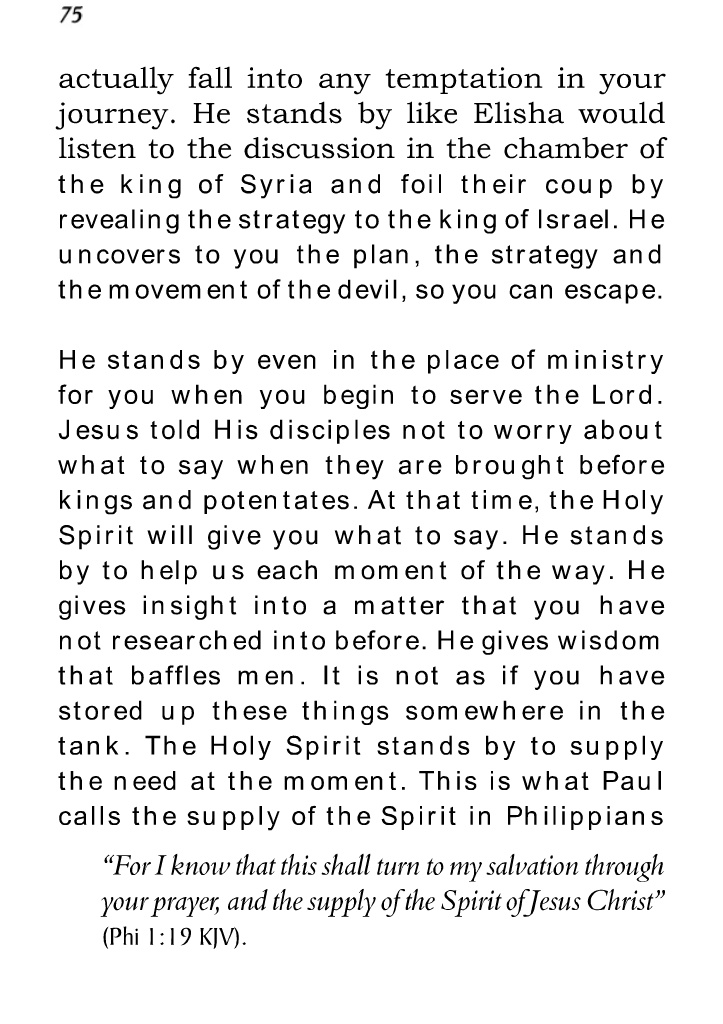 75
actually fall into any temptation in your
journey. He stands by like Elisha would
listen to the discussion in the chamber of
the king of Syria and foil their coup by
revealing the strategy to the king of Israel. He
uncovers to you the plan, the strategy and
the movement of the devil, so you can escape.
He stands by even in the place of ministry
for you when you begin to serve the Lord.
Jesus told His disciples not to worry about
what to say when they are brought before
kings and potentates. At that time, the Holy
Spirit will give you what to say. He stands
by to help us each moment of the way. He
gives insight into a matter that you have
not researched into before. He gives wisdom
that baffles men. It is not as if you have
stored up these things somewhere in the
tank. The Holy Spirit stands by to supply
the need at the moment. This is what Paul
calls the supply of the Spirit in Philippians
“For I know that this shall turn to my salvation through
your prayer, and the supply of the Spirit of Jesus Christ”
(Phi 1:19 KJV).